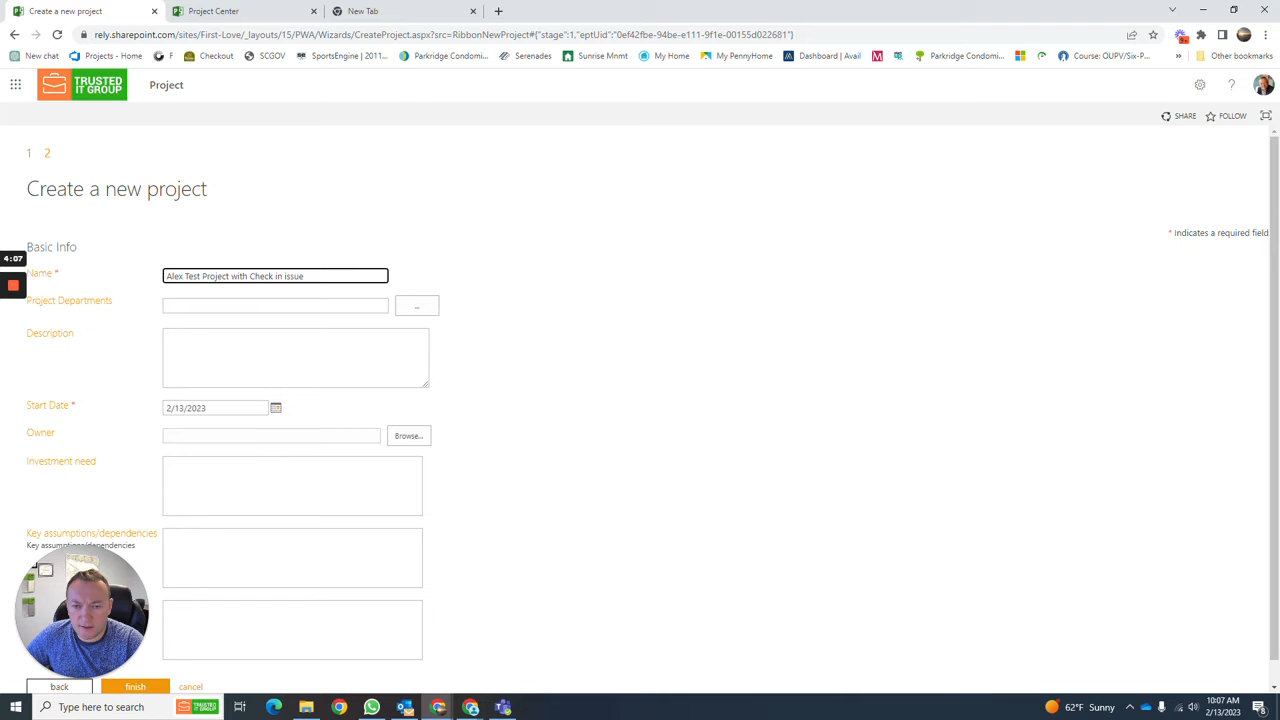 Create a new project
Project Center
New Tab
rely.sharepoint.com/sites/First-Love/_layouts/15/PWA/Wizards/CreateProject.aspx?src=RibbonNewProject#{"stage":1,"eptUid":"0ef42fbe-94be-e111-9f1e-00155d022681"}
New chat
Projects - Home
F
Checkout
SCGOV
SportsEngine | 2011...
Parkridge Condomi...
Serenades
Sunrise Mnmt
My Home
My PennyHome
Dashboard | Avail
Parkridge Condomi...
Course: OUPV/Six-P...
»
Other bookmarks
TRUSTED
IT GROUP
Project
SHARE
FOLLOW
1 2
Create a new project
* Indicates a required field
Basic Info
4:07
Name *
Alex Test Project with Check in issue
Project Departments
...
Description
Start Date *
2/13/2023
Owner
Browse...
Investment need
Key assumptions/dependencies
Key assumptions/dependencies
back
finish
cancel
Type here to search
TRUSTED
IT GROUP
62°F Sunny
10:07 AM
2/13/2023